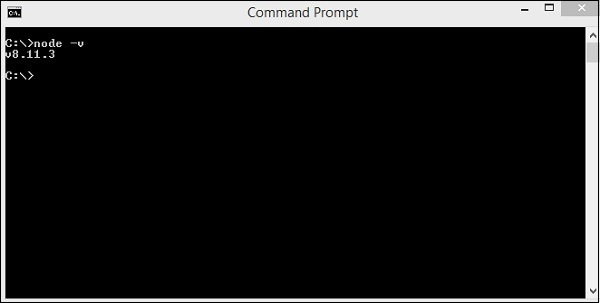 Command Prompt
C:\>node -v
v8.11.3
C:\>